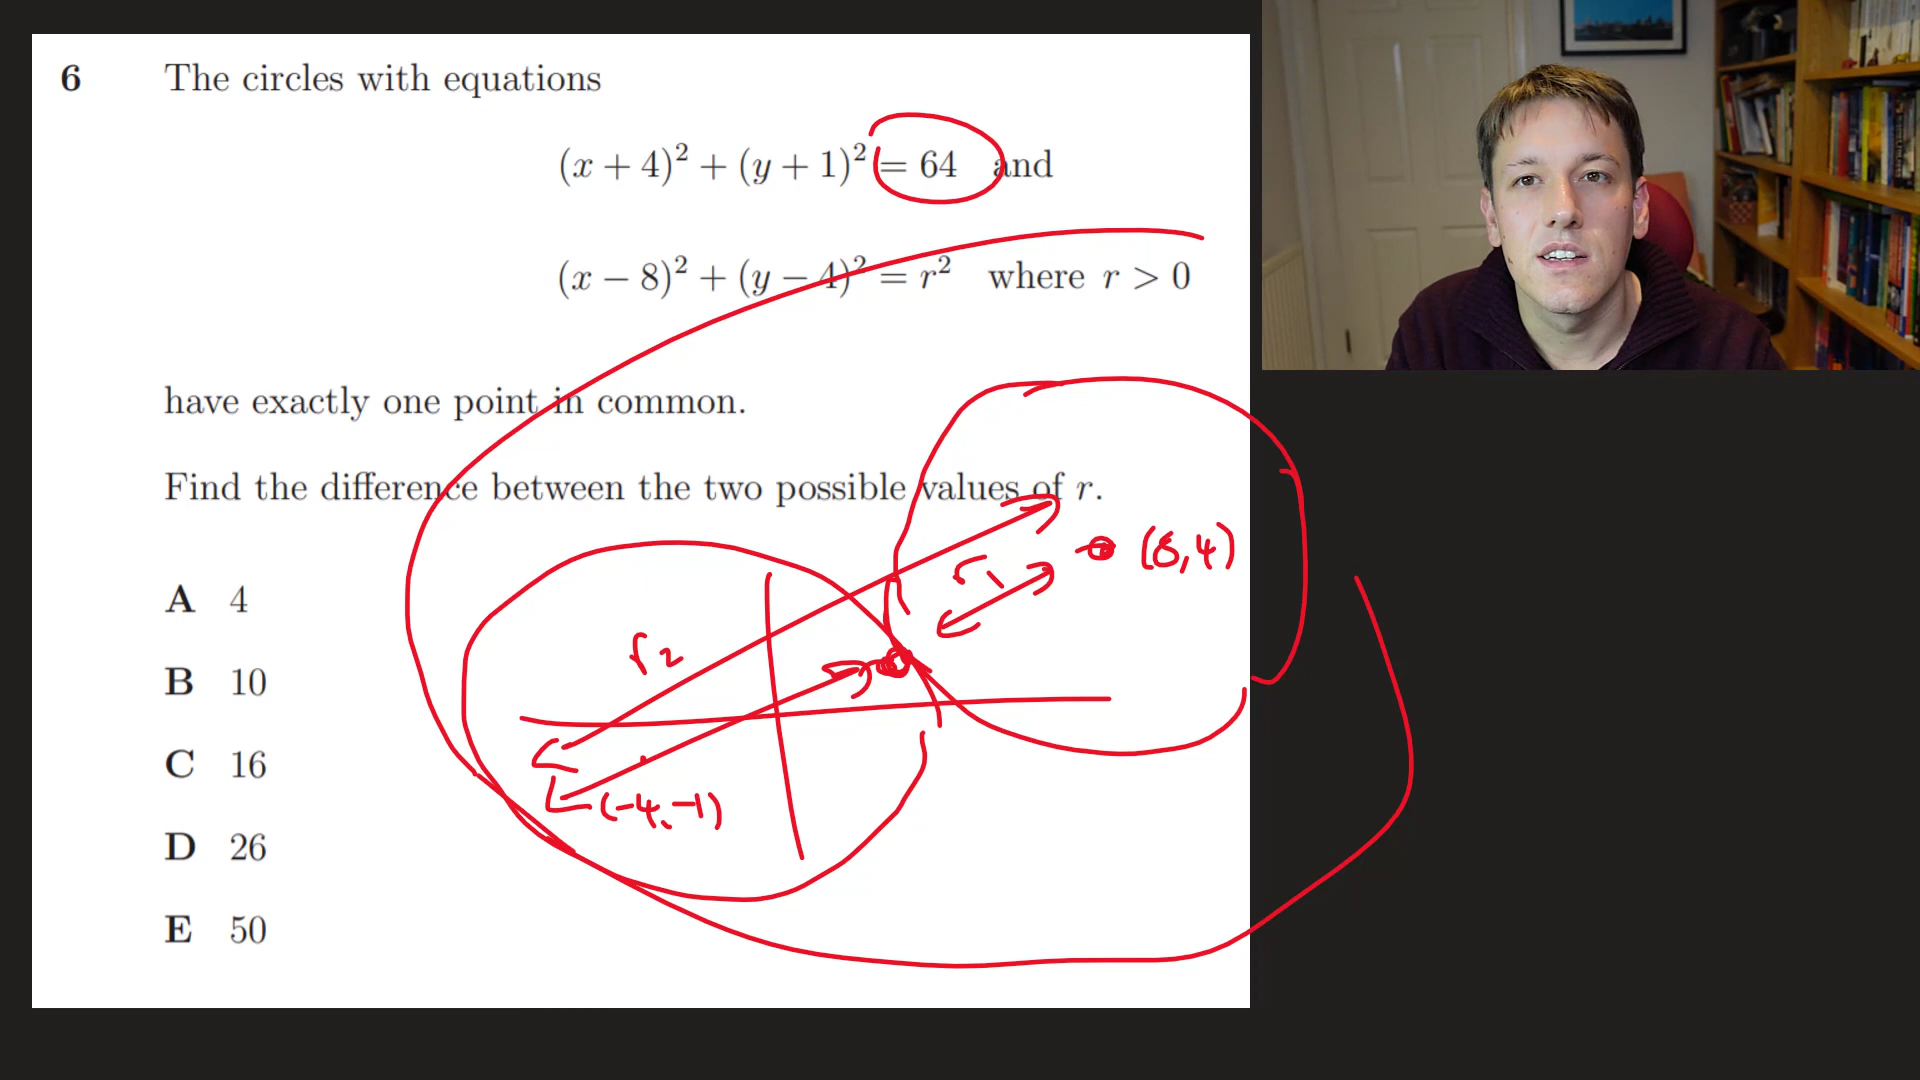 6 The circles with equations
(x + 4)² + (y + 1)² = 64 and
(x − 8)² + (y − 4)² = r² where r > 0
have exactly one point in common.
Find the difference between the two possible values of r.
(8,4)
r₁
A 4
r₂
B 10
C 16
(-4,-1)
D 26
E 50